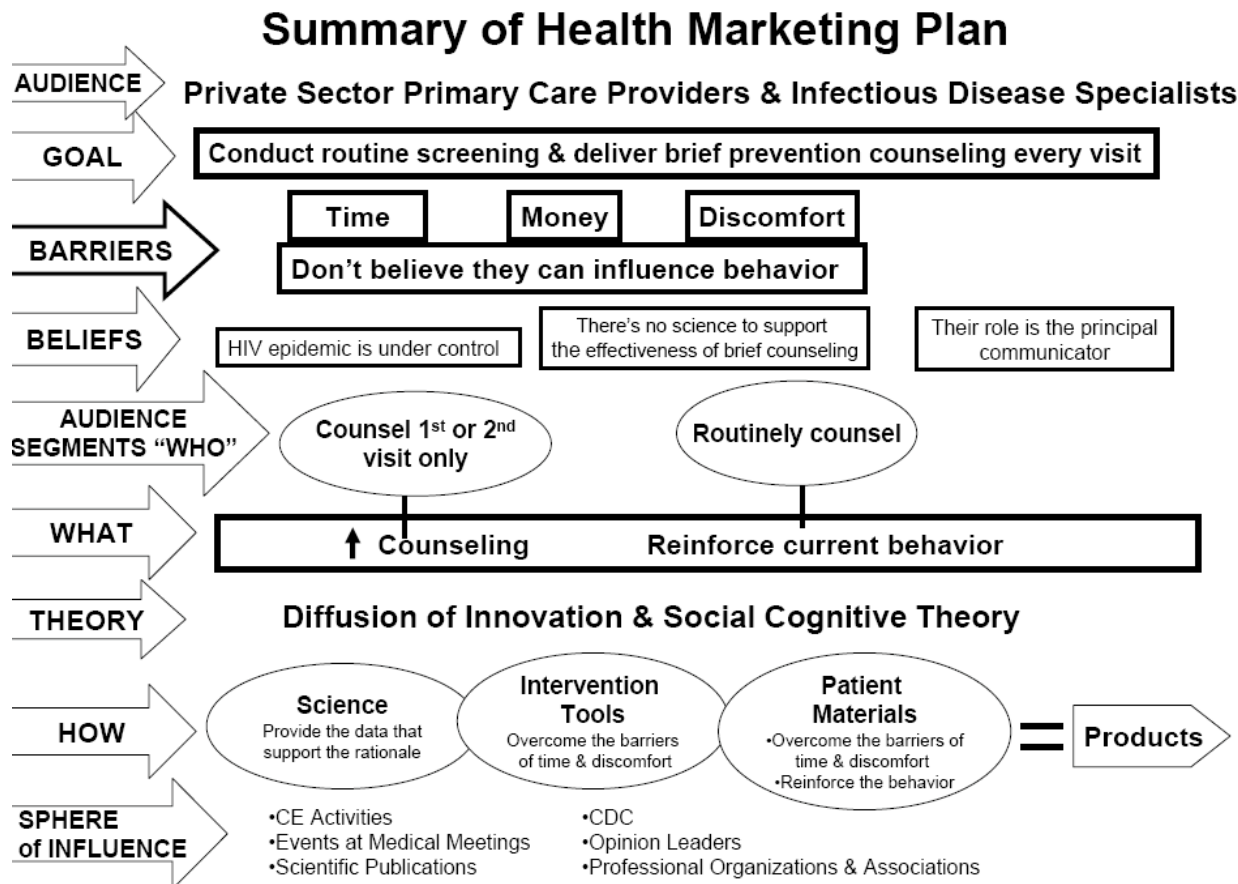 Summary of Health Marketing Plan
AUDIENCE
Private Sector Primary Care Providers & Infectious Disease Specialists
GOAL
Conduct routine screening & deliver brief prevention counseling every visit
BARRIERS
Time
Money
Discomfort
Don't believe they can influence behavior
BELIEFS
HIV epidemic is under control
There's no science to support
the effectiveness of brief counseling
Their role is the principal
communicator
AUDIENCE
SEGMENTS “WHO”
Counsel 1st or 2nd
visit only
Routinely counsel
WHAT
↑ Counseling
Reinforce current behavior
THEORY
Diffusion of Innovation & Social Cognitive Theory
HOW
Science
Provide the data that
support the rationale
Intervention
Tools
Overcome the barriers
of time & discomfort
Patient
Materials
•Overcome the barriers of
time & discomfort
•Reinforce the behavior
=
Products
SPHERE
of INFLUENCE
•CE Activities
•Events at Medical Meetings
•Scientific Publications
•CDC
•Opinion Leaders
•Professional Organizations & Associations